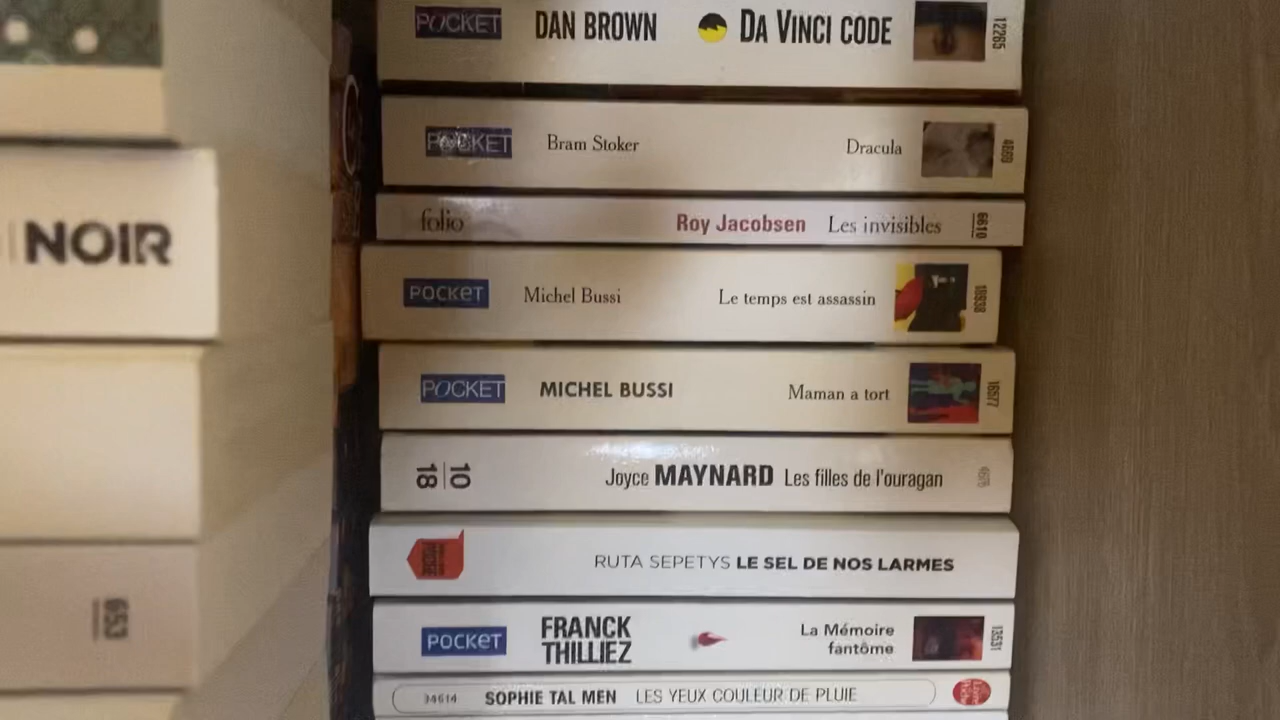 POCKET DAN BROWN DA VINCI CODE 12265
POCKET Bram Stoker Dracula 4669
folio Roy Jacobsen Les invisibles 6610
NOIR
POCKET Michel Bussi Le temps est assassin
POCKET MICHEL BUSSI Maman a tort 16577
10
18
Joyce MAYNARD Les filles de l'ouragan
RUTA SEPETYS LE SEL DE NOS LARMES
653
POCKET FRANCK THILLIEZ La Mémoire fantôme 13531
34614 SOPHIE TAL MEN LES YEUX COULEUR DE PLUIE